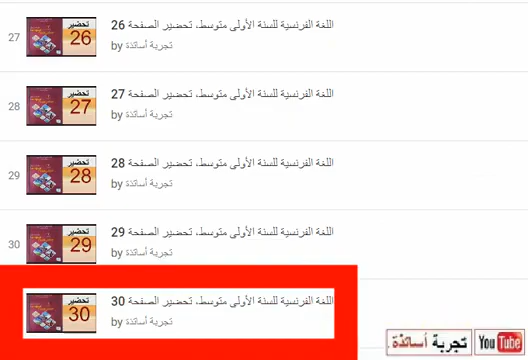 27
تحضير
26
اللغة الفرنسية للسنة الأولى متوسط، تحضير الصفحة 26
by تجربة أساتذة
28
تحضير
27
اللغة الفرنسية للسنة الأولى متوسط، تحضير الصفحة 27
by تجربة أساتذة
29
تحضير
28
اللغة الفرنسية للسنة الأولى متوسط، تحضير الصفحة 28
by تجربة أساتذة
30
تحضير
29
اللغة الفرنسية للسنة الأولى متوسط، تحضير الصفحة 29
by تجربة أساتذة
تحضير
30
اللغة الفرنسية للسنة الأولى متوسط، تحضير الصفحة 30
by تجربة أساتذة
تجربة أساتذة
YouTube